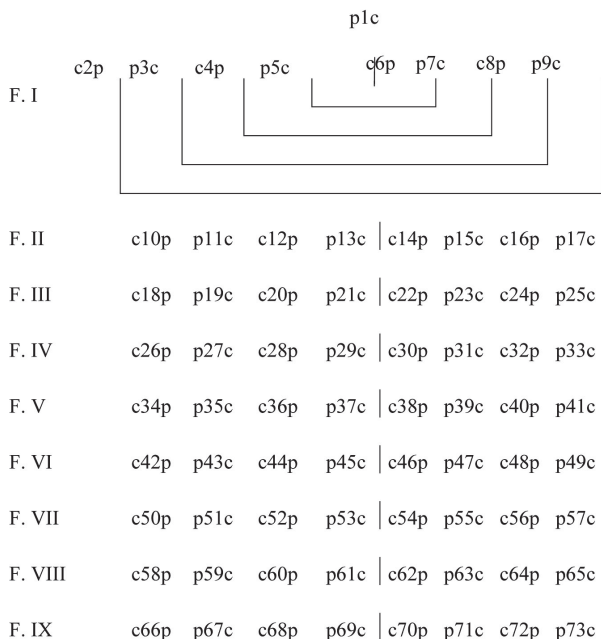 p1c
c2p p3c c4p p5c c6p p7c c8p p9c
F. I
F. II c10p p11c c12p p13c c14p p15c c16p p17c
F. III c18p p19c c20p p21c c22p p23c c24p p25c
F. IV c26p p27c c28p p29c c30p p31c c32p p33c
F. V c34p p35c c36p p37c c38p p39c c40p p41c
F. VI c42p p43c c44p p45c c46p p47c c48p p49c
F. VII c50p p51c c52p p53c c54p p55c c56p p57c
F. VIII c58p p59c c60p p61c c62p p63c c64p p65c
F. IX c66p p67c c68p p69c c70p p71c c72p p73c